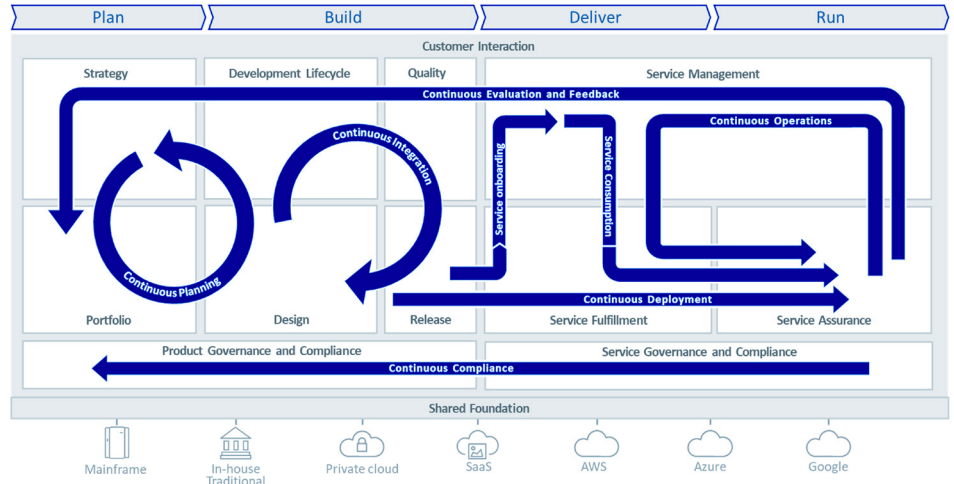 Plan
Build
Deliver
Run
Customer Interaction
Strategy
Development Lifecycle
Quality
Service Management
Continuous Evaluation and Feedback
Continuous Operations
Continuous Integration
Service onboarding
Service Consumption
Continuous Planning
Continuous Deployment
Portfolio
Design
Release
Service Fulfillment
Service Assurance
Product Governance and Compliance
Service Governance and Compliance
Continuous Compliance
Shared Foundation
Mainframe
In-house
Traditional
Private cloud
SaaS
AWS
Azure
Google